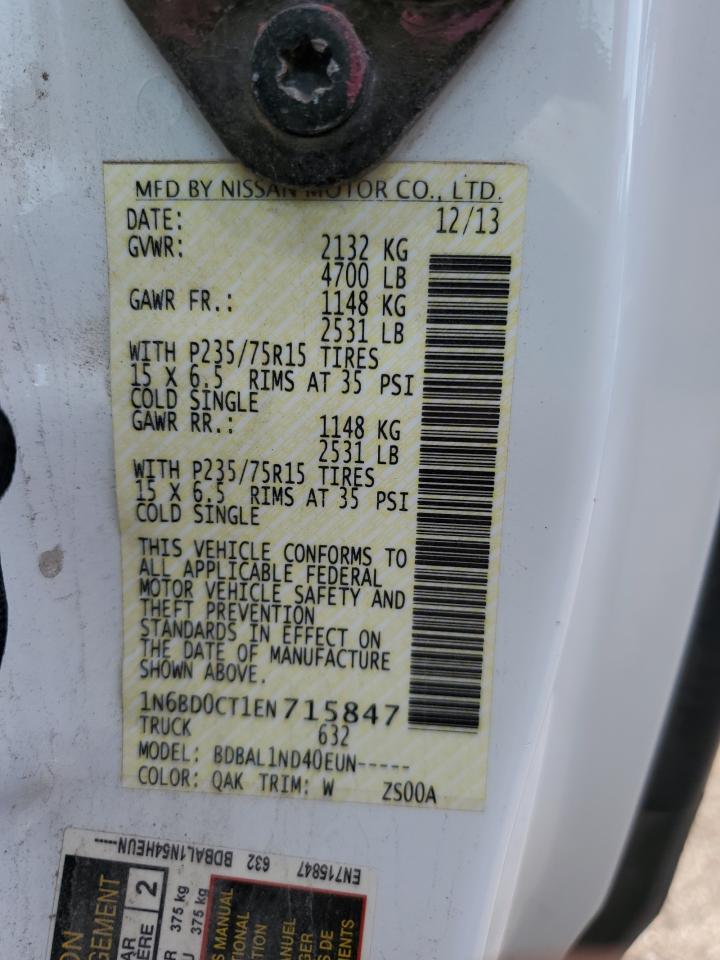 MFD BY NISSAN MOTOR CO., LTD.
DATE: 12/13
GVWR: 2132 KG
4700 LB
GAWR FR.: 1148 KG
2531 LB
WITH P235/75R15 TIRES
15 X 6.5 RIMS AT 35 PSI
COLD SINGLE
GAWR RR.: 1148 KG
2531 LB
WITH P235/75R15 TIRES
15 X 6.5 RIMS AT 35 PSI
COLD SINGLE
THIS VEHICLE CONFORMS TO
ALL APPLICABLE FEDERAL
MOTOR VEHICLE SAFETY AND
THEFT PREVENTION
STANDARDS IN EFFECT ON
THE DATE OF MANUFACTURE
SHOWN ABOVE.
1N6BD0CT1EN715847
TRUCK 632
MODEL: BDBAL1ND40EUN-----
COLOR: QAK TRIM: W ZS00A
EN715847 632 BDBAL1N54HEUN-----
2
375 kg
375 kg
MANUAL